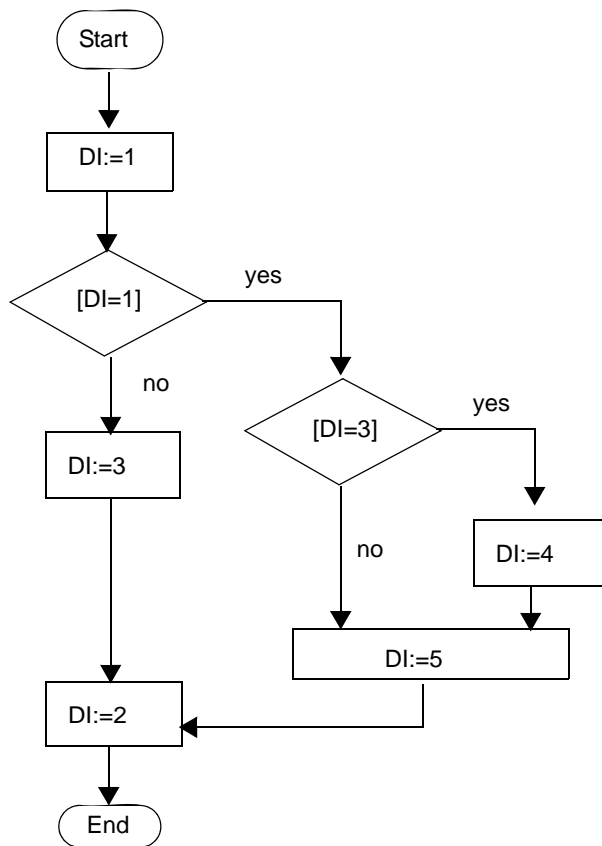 Start
DI:=1
[DI=1]
yes
no
[DI=3]
yes
DI:=3
no
DI:=4
DI:=5
DI:=2
End